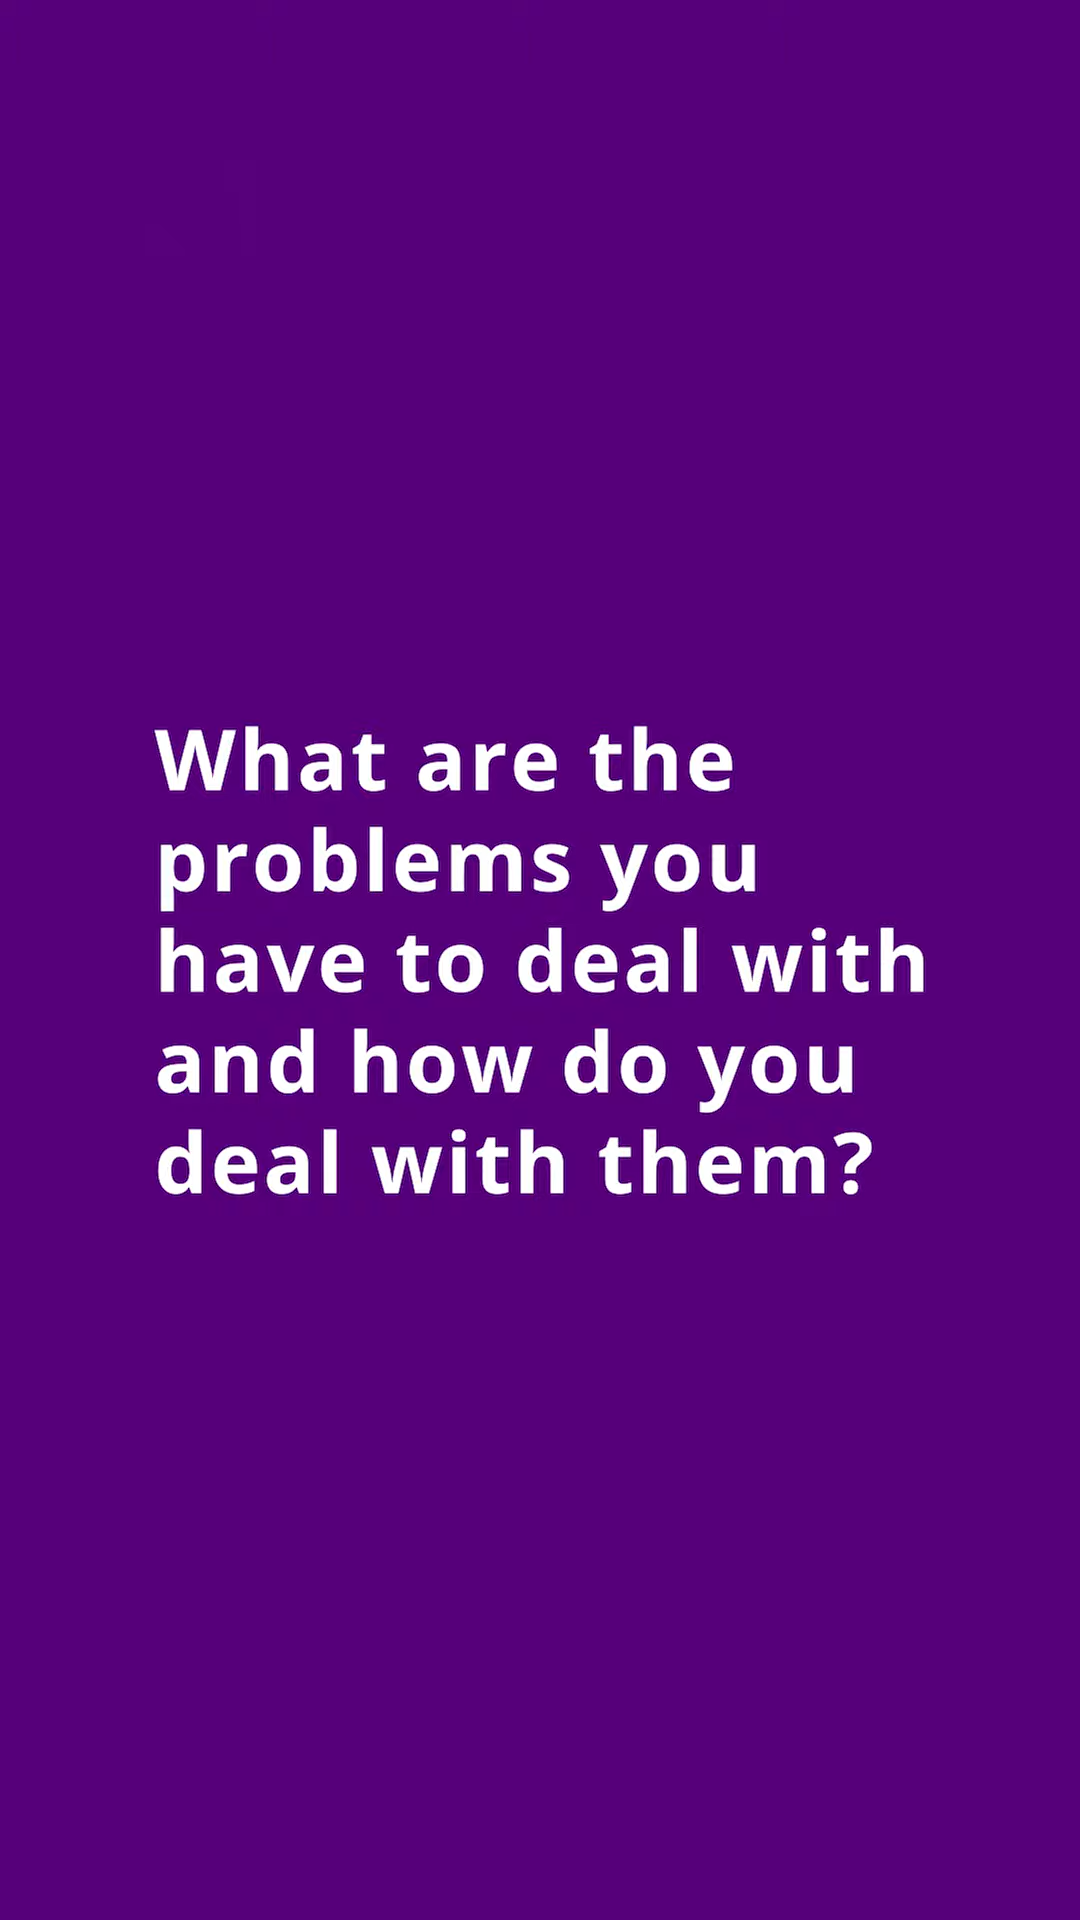 What are the
problems you
have to deal with
and how do you
deal with them?